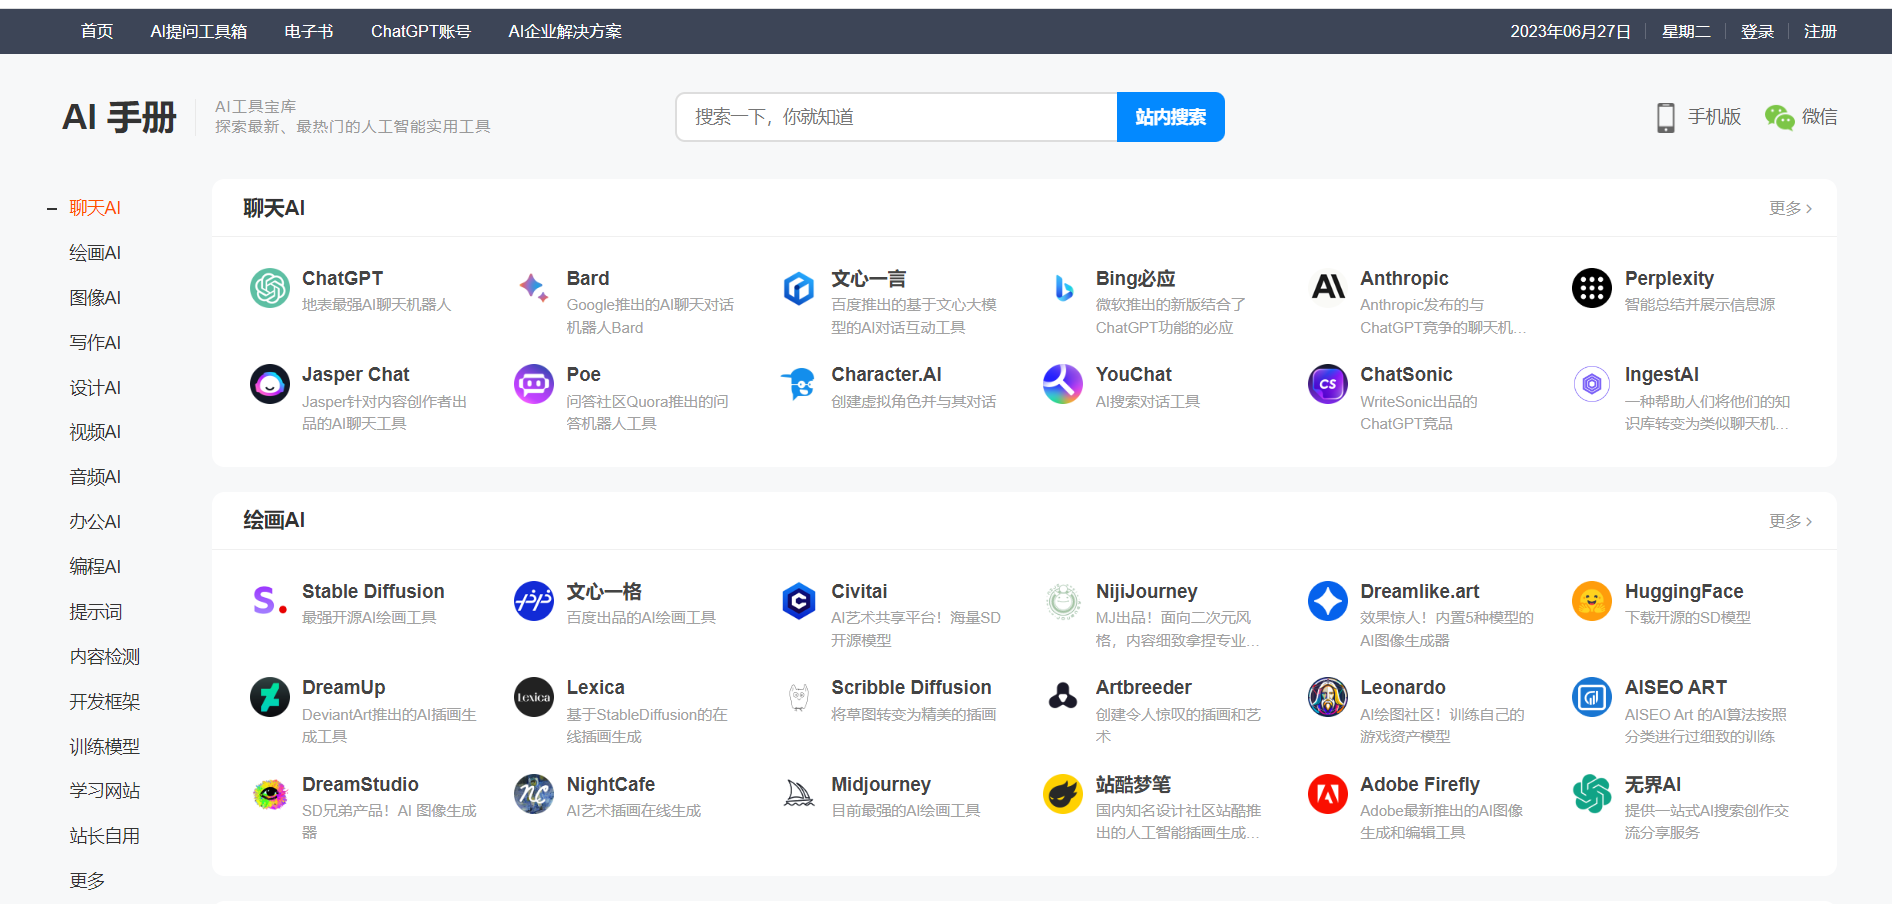 首页 AI提问工具箱 电子书 ChatGPT账号 AI企业解决方案 2023年06月27日 星期二 登录 注册
AI 手册
AI工具宝库
探索最新、最热门的人工智能实用工具
搜索一下，你就知道 站内搜索
手机版 微信
聊天AI
绘画AI
图像AI
写作AI
设计AI
视频AI
音频AI
办公AI
编程AI
提示词
内容检测
开发框架
训练模型
学习网站
站长自用
更多
聊天AI 更多 >
ChatGPT
地表最强AI聊天机器人
Bard
Google推出的AI聊天对话
机器人Bard
文心一言
百度推出的基于文心大模
型的AI对话互动工具
Bing必应
微软推出的新版结合了
ChatGPT功能的必应
Anthropic
Anthropic发布的与
ChatGPT竞争的聊天机...
Perplexity
智能总结并展示信息源
Jasper Chat
Jasper针对内容创作者出
品的AI聊天工具
Poe
问答社区Quora推出的问
答机器人工具
Character.AI
创建虚拟角色并与其对话
YouChat
AI搜索对话工具
CS
ChatSonic
WriteSonic出品的
ChatGPT竞品
IngestAI
一种帮助人们将他们的知
识库转变为类似聊天机...
绘画AI 更多 >
S.
Stable Diffusion
最强开源AI绘画工具
文心一格
百度出品的AI绘画工具
Civitai
AI艺术共享平台！海量SD
开源模型
NijiJourney
MJ出品！面向二次元风
格，内容细致拿捏专业...
Dreamlike.art
效果惊人！内置5种模型的
AI图像生成器
HuggingFace
下载开源的SD模型
DreamUp
DeviantArt推出的AI插画生
成工具
Lexica
Lexica
基于StableDiffusion的在
线插画生成
Scribble Diffusion
将草图转变为精美的插画
Artbreeder
创建令人惊叹的插画和艺
术
Leonardo
AI绘图社区！训练自己的
游戏资产模型
AISEO ART
AISEO Art 的AI算法按照
分类进行过细致的训练
DreamStudio
SD兄弟产品！AI 图像生成
器
NC
NightCafe
AI艺术插画在线生成
Midjourney
目前最强的AI绘画工具
站酷梦笔
国内知名设计社区站酷推
出的人工智能插画生成...
Adobe Firefly
Adobe最新推出的AI图像
生成和编辑工具
无界AI
提供一站式AI搜索创作交
流分享服务